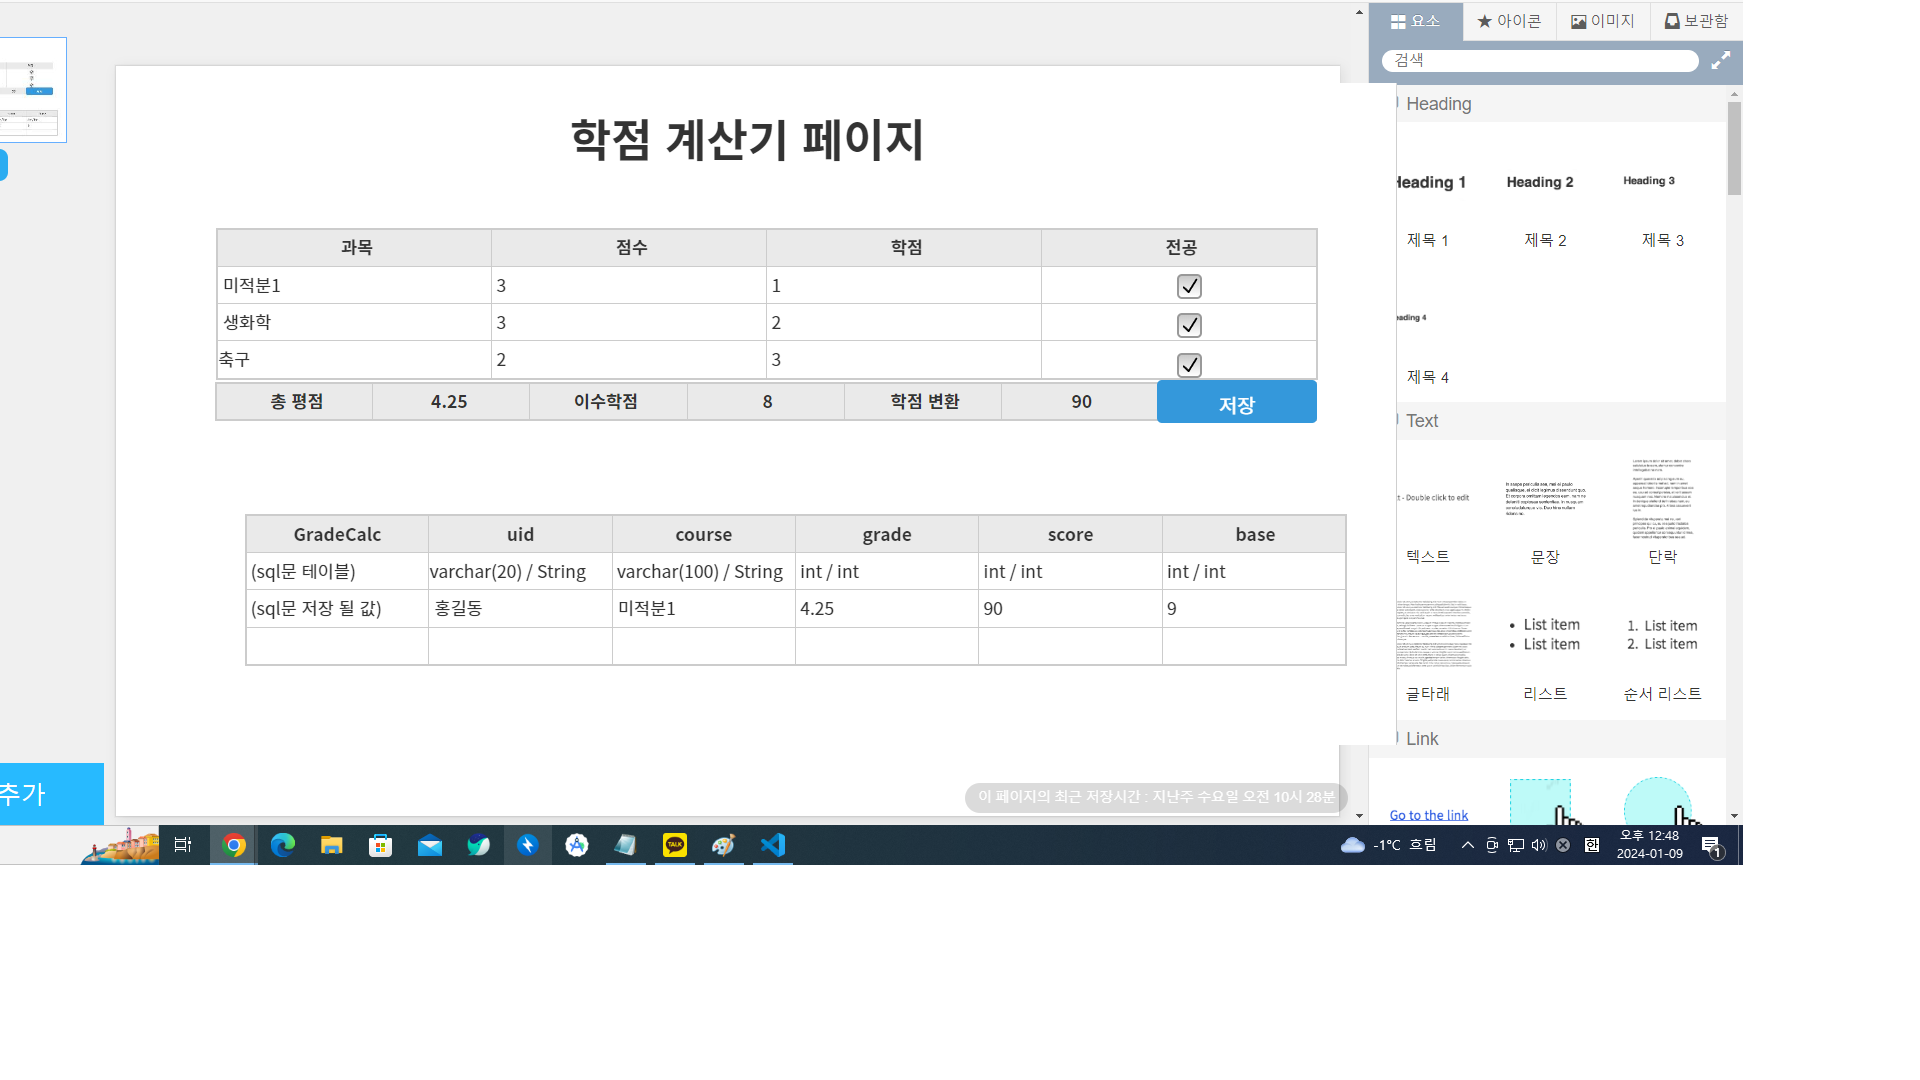 요소 아이콘 이미지 보관함
검색
학점 계산기 페이지
과목 점수 학점 전공
미적분1 3 1
생화학 3 2
축구 2 3
총 평점 4.25 이수학점 8 학점 변환 90 저장
GradeCalc uid course grade score base
(sql문 테이블) varchar(20) / String varchar(100) / String int / int int / int int / int
(sql문 저장 될 값) 홍길동 미적분1 4.25 90 9
이 페이지의 최근 저장시간 : 지난주 수요일 오전 10시 28분
추가
Heading
Heading 1 Heading 2 Heading 3
제목 1 제목 2 제목 3
eading 4
제목 4
Text
t - Double click to edit
텍스트 문장 단락
List item
List item
1. List item
2. List item
글타래 리스트 순서 리스트
Link
Go to the link
TALK
-1°C 흐림
한
오후 12:48
2024-01-09
1